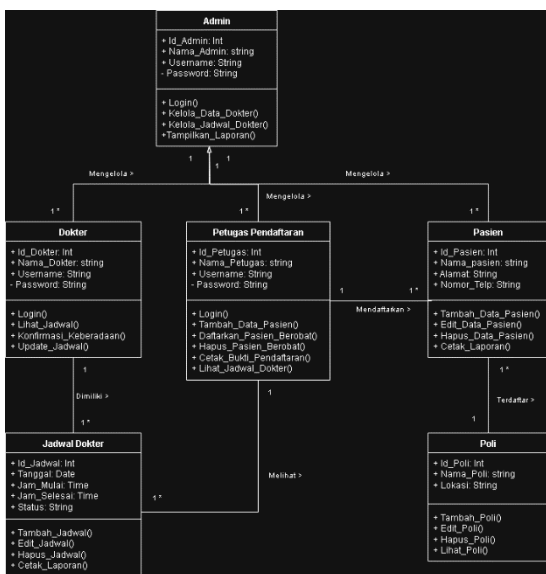 Admin
+ Id_Admin: Int
+ Nama_Admin: string
+ Username: String
- Password: String
+ Login()
+ Kelola_Data_Dokter()
+ Kelola_Jadwal_Dokter()
+Tampilkan_Laporan()
1 1 1
Mengelola > Mengelola > Mengelola >
1 * 1 * 1 *
Dokter
+ Id_Dokter: Int
+ Nama_Dokter: string
+ Username: String
- Password: String
+ Login()
+ Lihat_Jadwal()
+ Konfirmasi_Keberadaan()
+ Update_Jadwal()
Petugas Pendaftaran
+ Id_Petugas: Int
+ Nama_Petugas: string
+ Username: String
- Password: String
+ Login()
+ Tambah_Data_Pasien()
+ Daftarkan_Pasien_Berobat()
+ Hapus_Pasien_Berobat()
+ Cetak_Bukti_Pendaftaran()
+ Lihat_Jadwal_Dokter()
1 1 *
Mendaftarkan >
Pasien
+ Id_Pasien: Int
+ Nama_pasien: string
+ Alamat: String
+ Nomor_Telp: String
+ Tambah_Data_Pasien()
+ Edit_Data_Pasien()
+ Hapus_Data_Pasien()
+ Cetak_Laporan()
1
Dimiliki >
1 *
1
Melihat >
1 *
1 *
Terdaftar >
1
Jadwal Dokter
+ Id_Jadwal: Int
+ Tanggal: Date
+ Jam_Mulai: Time
+ Jam_Selesai: Time
+ Status: String
+ Tambah_Jadwal()
+ Edit_Jadwal()
+ Hapus_Jadwal()
+ Cetak_Laporan()
Poli
+ Id_Poli: Int
+ Nama_Poli: string
+ Lokasi: String
+ Tambah_Poli()
+ Edit_Poli()
+ Hapus_Poli()
+ Lihat_Poli()